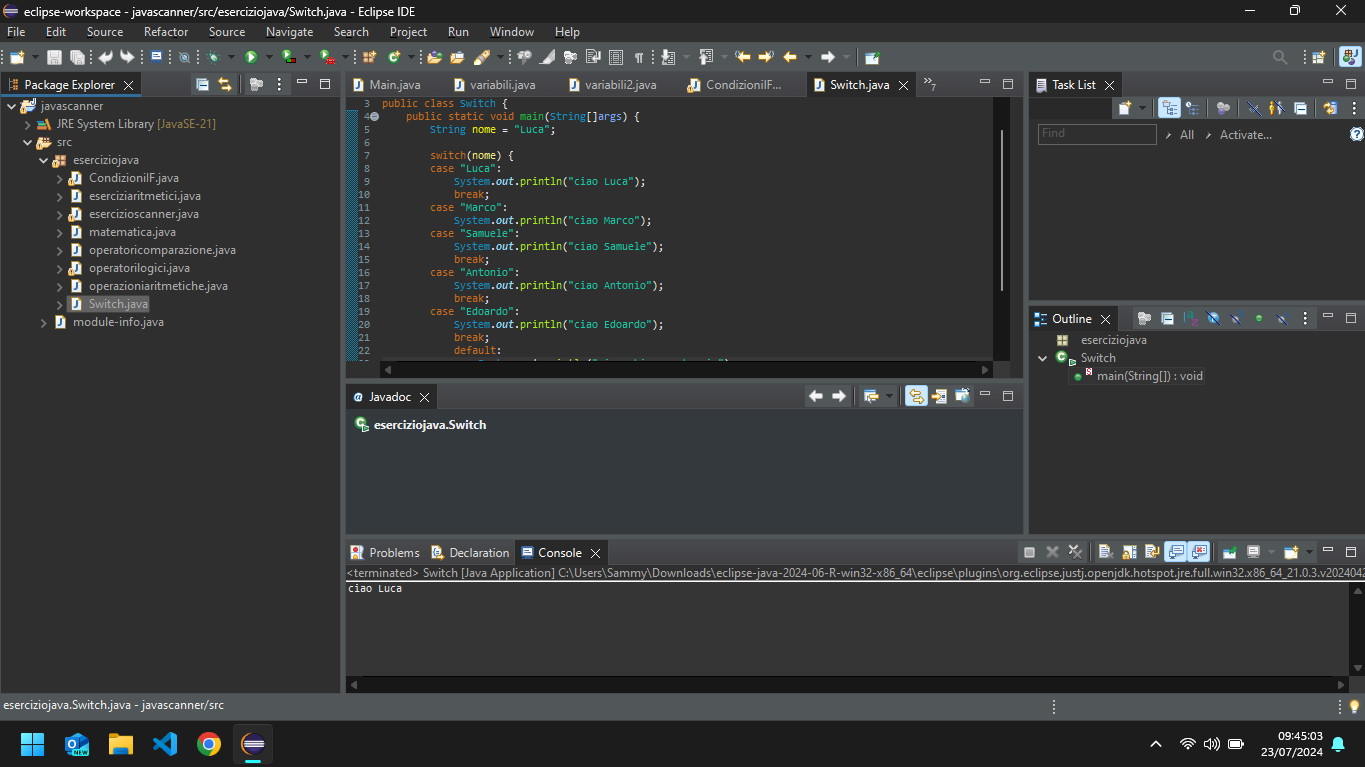 eclipse-workspace - javascanner/src/eserciziojava/Switch.java - Eclipse IDE
File Edit Source Refactor Source Navigate Search Project Run Window Help
Package Explorer
javascanner
JRE System Library [JavaSE-21]
src
eserciziojava
CondizioniIF.java
eserciziaritmetici.java
esercizioscanner.java
matematica.java
operatoricomparazione.java
operatorilogici.java
operazioniaritmetiche.java
Switch.java
module-info.java
Main.java variabili.java variabili2.java CondizioniIF... Switch.java »7
3 public class Switch {
4 public static void main(String[]args) {
5 String nome = "Luca";
6
7 switch(nome) {
8 case "Luca":
9 System.out.println("ciao Luca");
10 break;
11 case "Marco":
12 System.out.println("ciao Marco");
13 case "Samuele":
14 System.out.println("ciao Samuele");
15 break;
16 case "Antonio":
17 System.out.println("ciao Antonio");
18 break;
19 case "Edoardo":
20 System.out.println("ciao Edoardo");
21 break;
22 default:
Javadoc
eserciziojava.Switch
Task List
Find All Activate...
Outline
eserciziojava
Switch
main(String[]) : void
Problems Declaration Console
<terminated> Switch [Java Application] C:\Users\Sammy\Downloads\eclipse-java-2024-06-R-win32-x86_64\eclipse\plugins\org.eclipse.justj.openjdk.hotspot.jre.full.win32.x86_64_21.0.3.v2024042
ciao Luca
eserciziojava.Switch.java - javascanner/src
NEW
09:45:03
23/07/2024